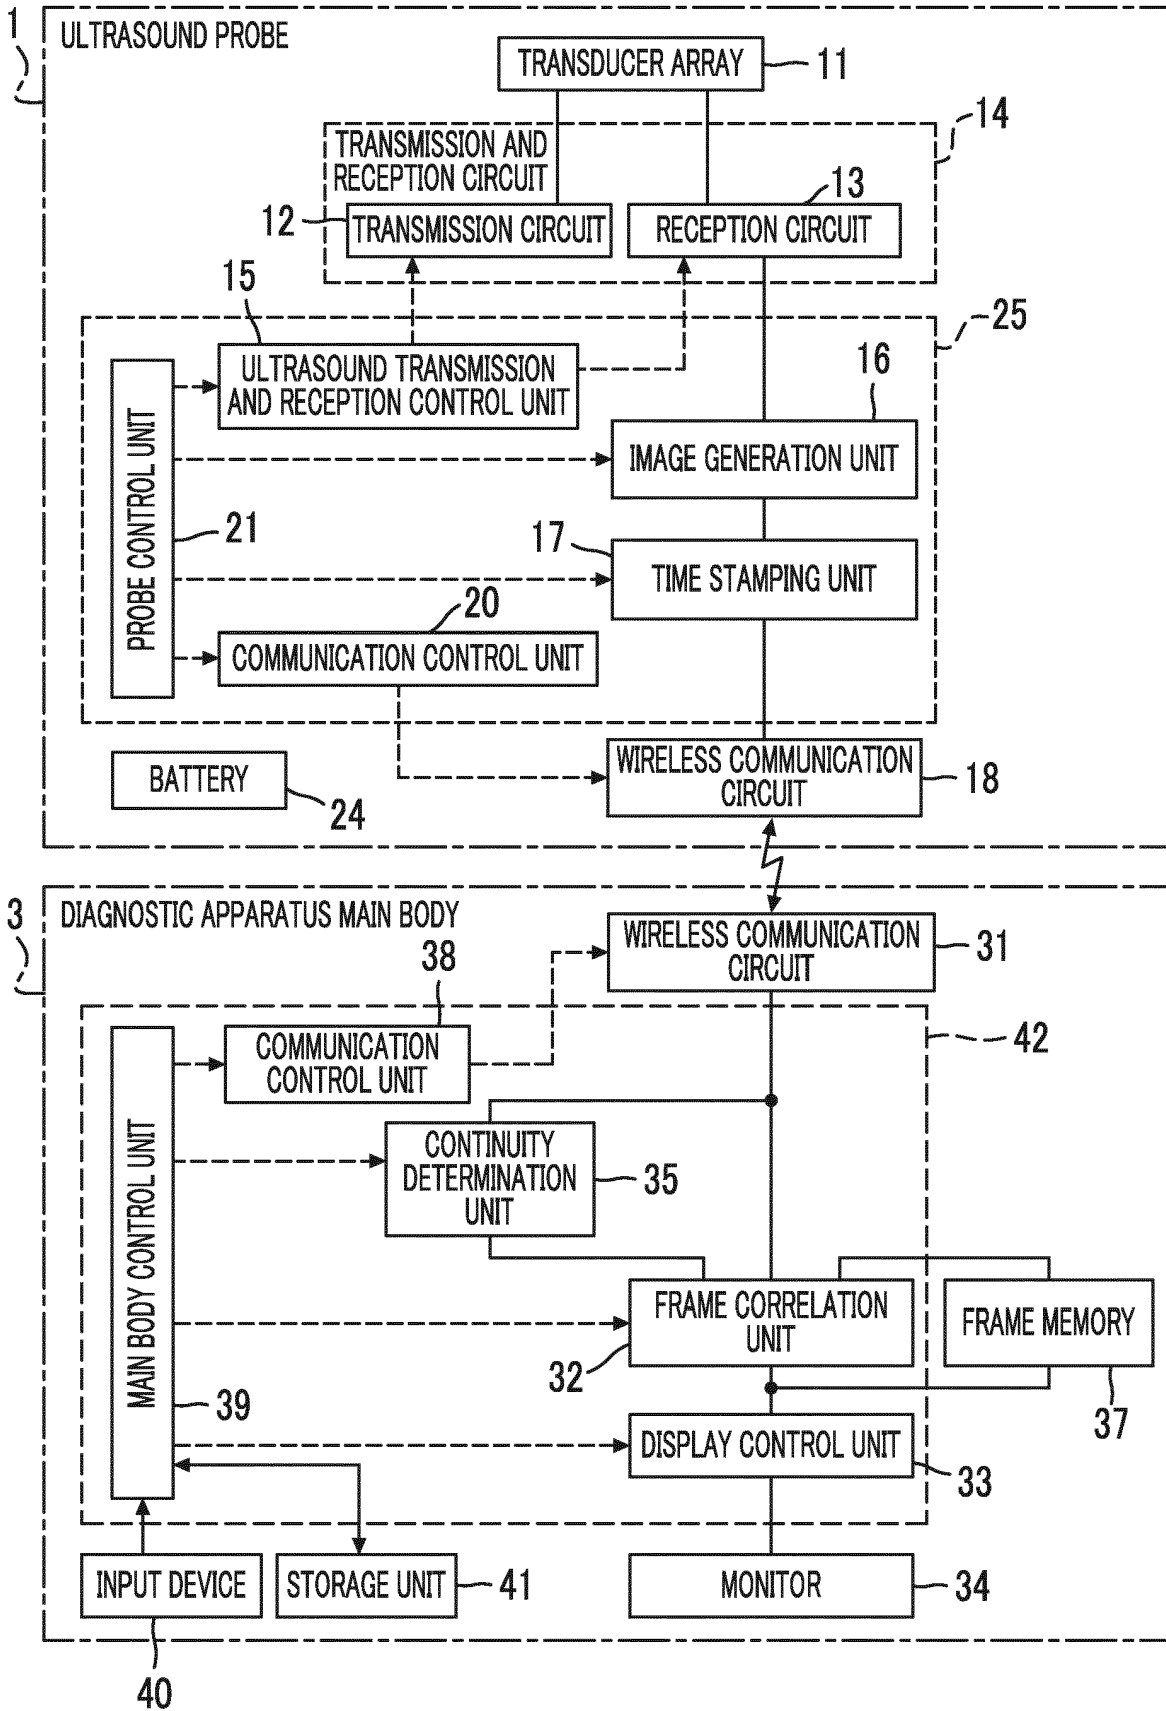 1
ULTRASOUND PROBE
TRANSDUCER ARRAY
11
14
TRANSMISSION AND
RECEPTION CIRCUIT
13
12
TRANSMISSION CIRCUIT
RECEPTION CIRCUIT
15
25
ULTRASOUND TRANSMISSION
AND RECEPTION CONTROL UNIT
16
IMAGE GENERATION UNIT
PROBE CONTROL UNIT
21
17
TIME STAMPING UNIT
20
COMMUNICATION CONTROL UNIT
BATTERY
24
WIRELESS COMMUNICATION
CIRCUIT
18
3
DIAGNOSTIC APPARATUS MAIN BODY
WIRELESS COMMUNICATION
CIRCUIT
31
38
COMMUNICATION
CONTROL UNIT
42
CONTINUITY
DETERMINATION
UNIT
35
MAIN BODY CONTROL UNIT
39
FRAME CORRELATION
UNIT
32
FRAME MEMORY
37
DISPLAY CONTROL UNIT
33
INPUT DEVICE
40
STORAGE UNIT
41
MONITOR
34